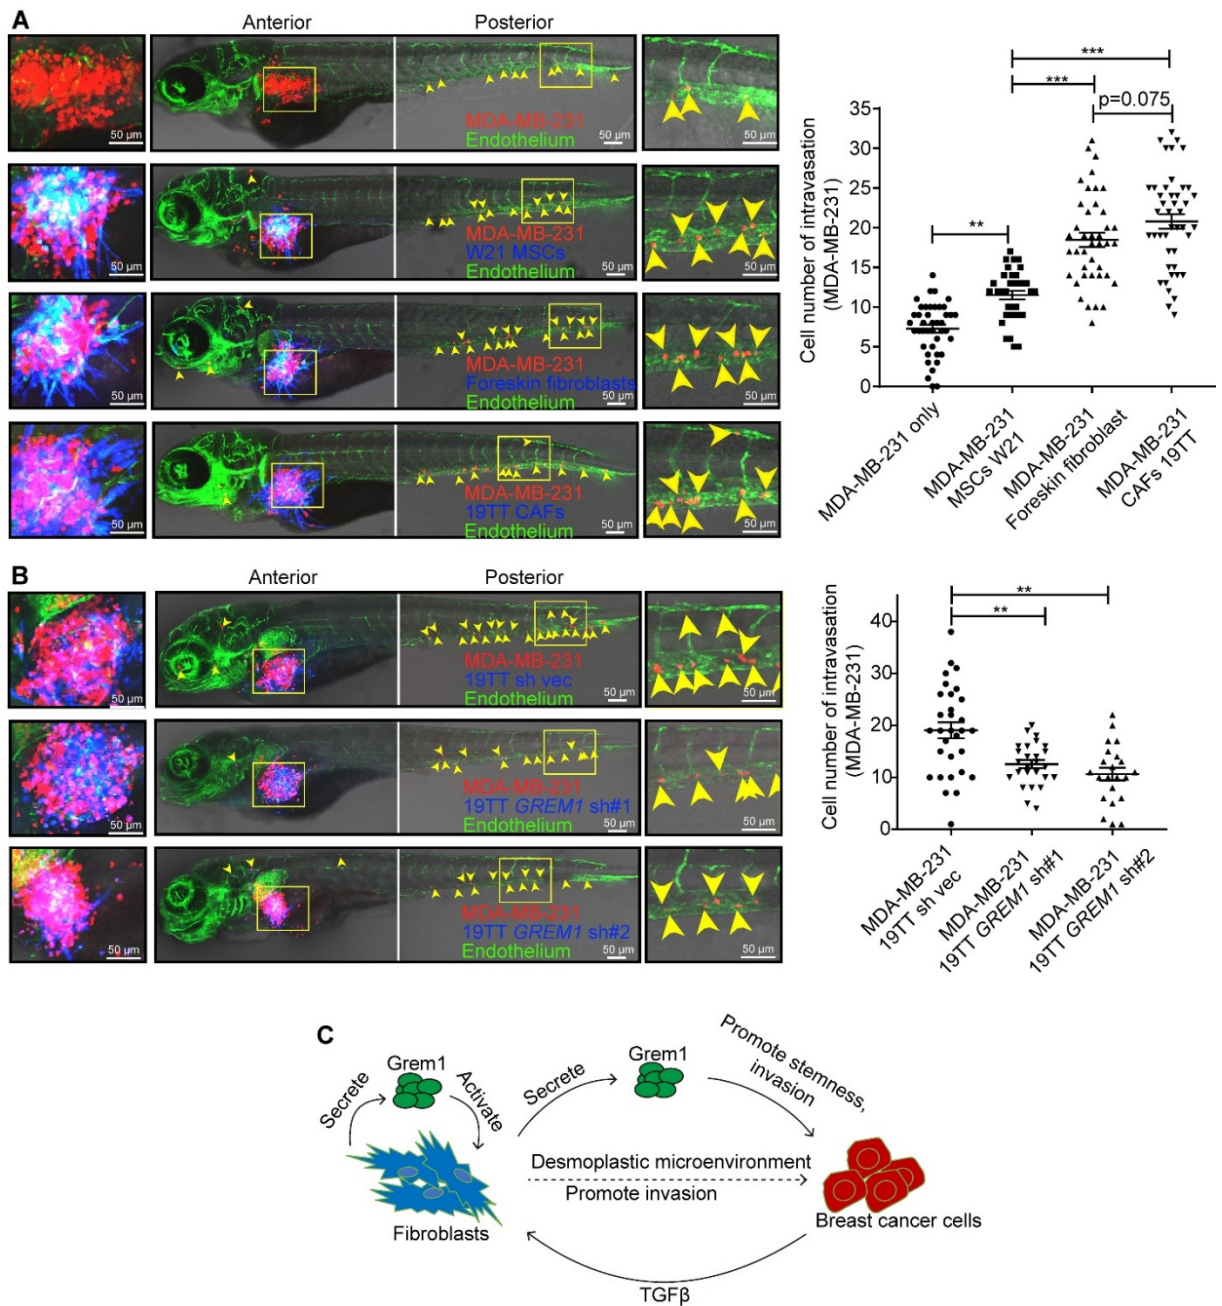 A
Anterior
Posterior
50 µm
MDA-MB-231
Endothelium
50 µm
50 µm
50 µm
MDA-MB-231
W21 MSCs
Endothelium
50 µm
50 µm
50 µm
MDA-MB-231
Foreskin fibroblasts
Endothelium
50 µm
50 µm
50 µm
MDA-MB-231
19TT CAFs
Endothelium
50 µm
50 µm
Cell number of intravasation
(MDA-MB-231)
35
30
25
20
15
10
5
0
***
***
p=0.075
**
MDA-MB-231 only
MDA-MB-231
MSCs W21
MDA-MB-231
Foreskin fibroblast
MDA-MB-231
CAFs 19TT
B
Anterior
Posterior
50 µm
MDA-MB-231
19TT sh vec
Endothelium
50 µm
50 µm
50 µm
MDA-MB-231
19TT GREM1 sh#1
Endothelium
50 µm
50 µm
50 µm
MDA-MB-231
19TT GREM1 sh#2
Endothelium
50 µm
50 µm
Cell number of intravasation
(MDA-MB-231)
40
30
20
10
0
**
**
MDA-MB-231
19TT sh vec
MDA-MB-231
19TT GREM1 sh#1
MDA-MB-231
19TT GREM1 sh#2
C
Grem1
Secrete
Activate
Fibroblasts
Secrete
Grem1
Promote stemness,
invasion
Desmoplastic microenvironment
Promote invasion
Breast cancer cells
TGFβ